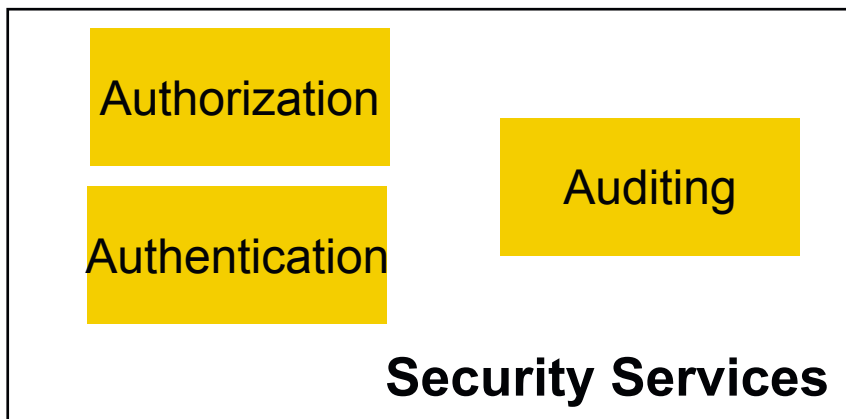 Authorization
Auditing
Authentication
Security Services